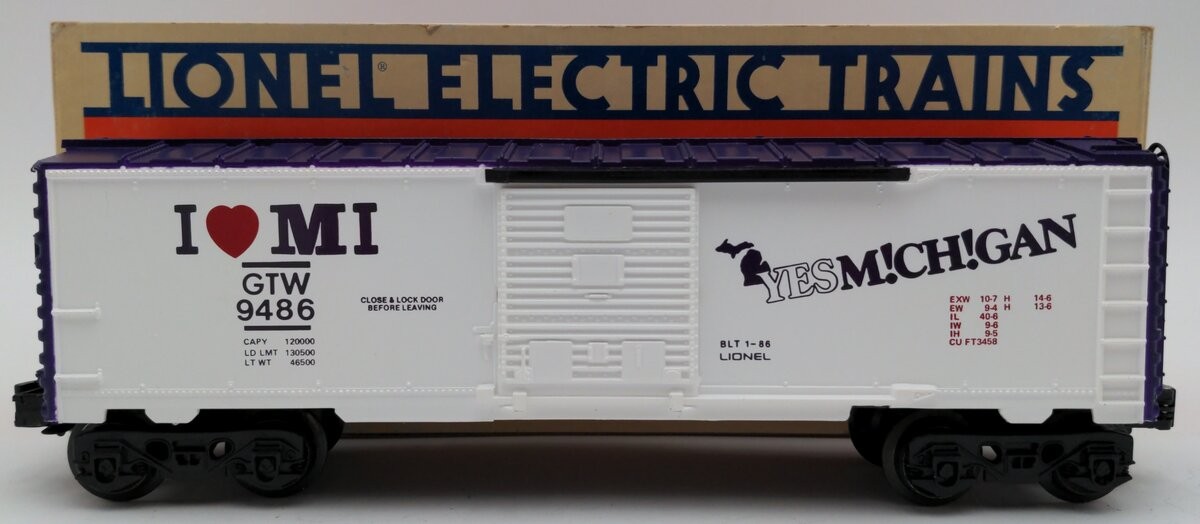 LIONEL® ELECTRIC TRAINS
I ❤ MI
GTW
9486
CLOSE & LOCK DOOR
BEFORE LEAVING
CAPY 120000
LD LMT 130500
LT WT 46500
YES M!CH!GAN
BLT 1-86
LIONEL
EXW 10-7 H 14-6
EW 9-4 H 13-6
IL 40-6
IW 9-6
IH 9-5
CU FT 3458